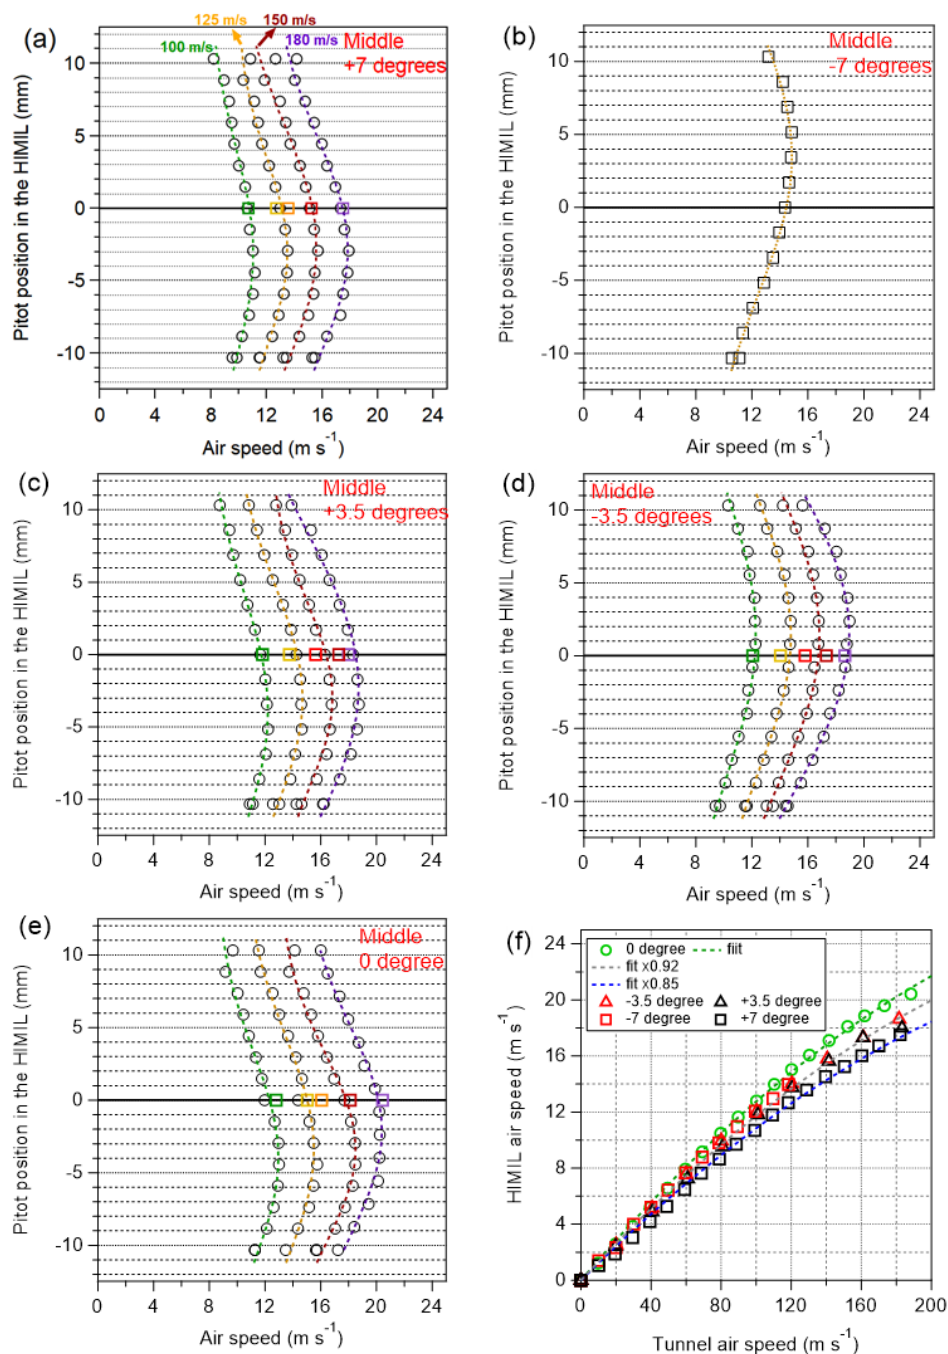 (a)
100 m/s
125 m/s
150 m/s
180 m/s
Middle
+7 degrees
Pitot position in the HIMIL (mm)
10
5
0
-5
-10
0 4 8 12 16 20 24
Air speed (m s-1)
(b)
Middle
-7 degrees
Pitot position in the HIMIL (mm)
10
5
0
-5
-10
0 4 8 12 16 20 24
Air speed (m s-1)
(c)
Middle
+3.5 degrees
Pitot position in the HIMIL (mm)
10
5
0
-5
-10
0 4 8 12 16 20 24
Air speed (m s-1)
(d)
Middle
-3.5 degrees
Pitot position in the HIMIL (mm)
10
5
0
-5
-10
0 4 8 12 16 20 24
Air speed (m s-1)
(e)
Middle
0 degree
Pitot position in the HIMIL (mm)
10
5
0
-5
-10
0 4 8 12 16 20 24
Air speed (m s-1)
(f)
0 degree fiit
fit x0.92
fit x0.85
-3.5 degree +3.5 degree
-7 degree +7 degree
HIMIL air speed (m s-1)
24
20
16
12
8
4
0
0 40 80 120 160 200
Tunnel air speed (m s-1)